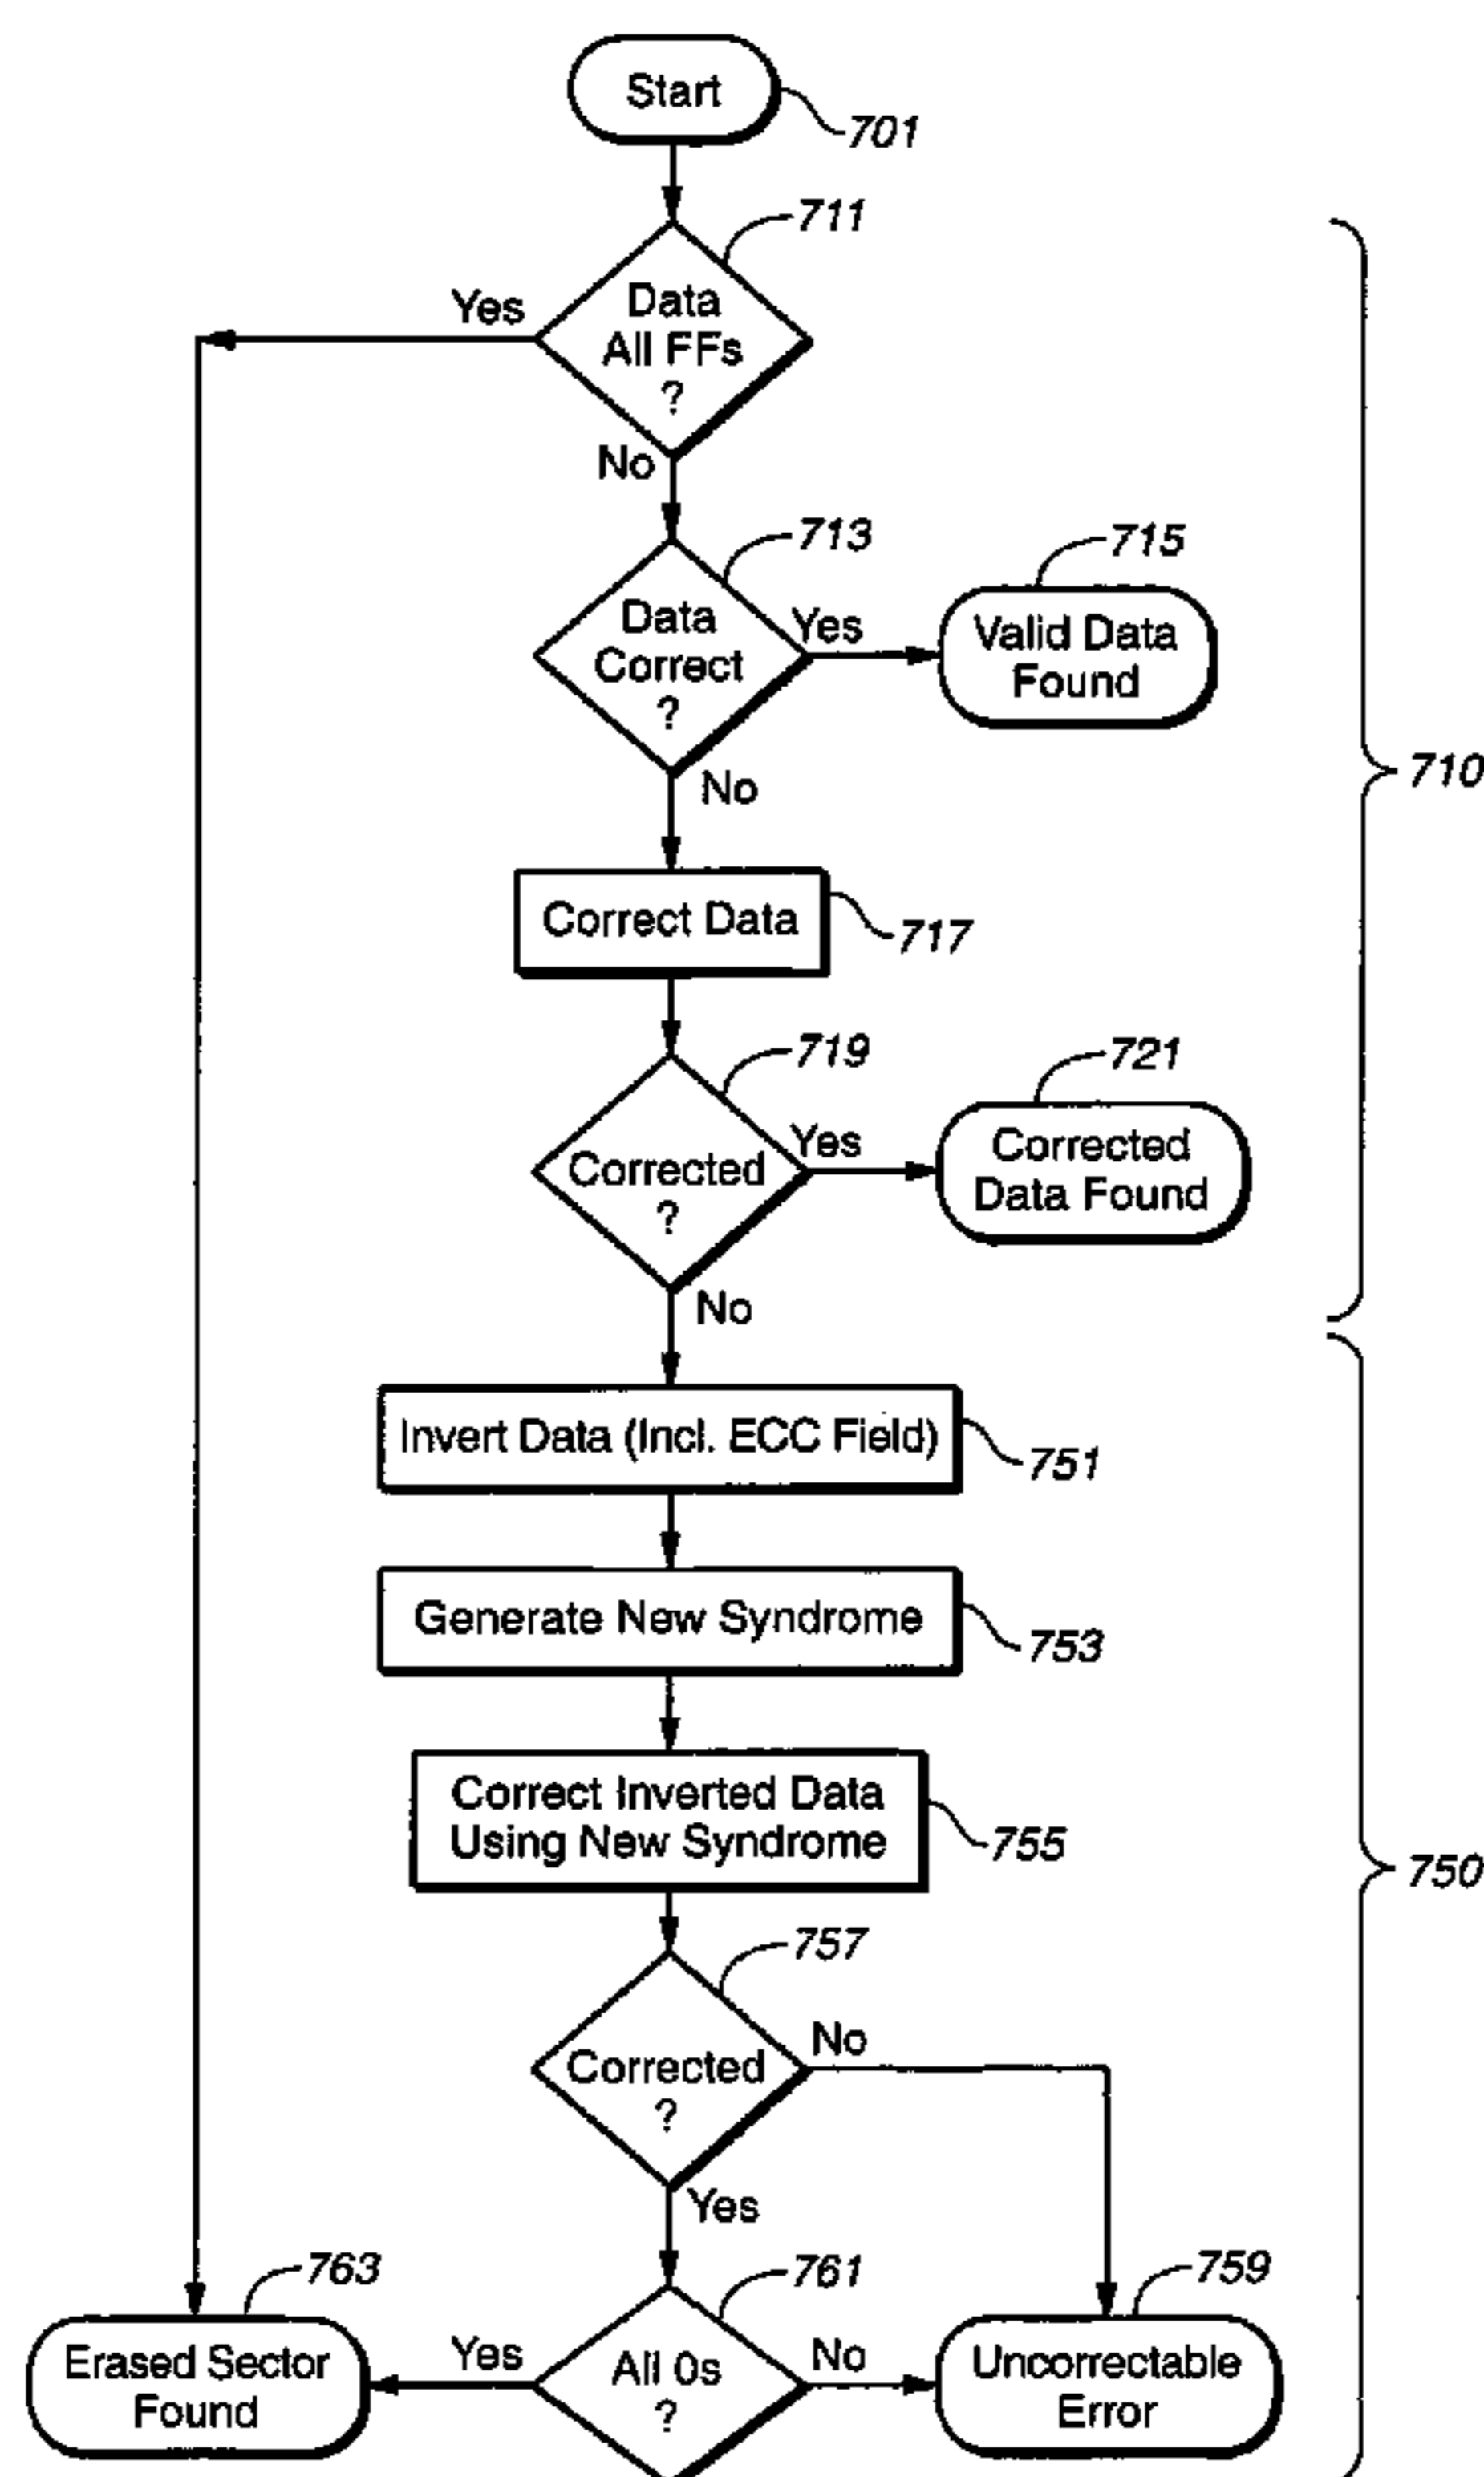 Start
701
711
Data
All FFs
?
Yes
No
713
Data
Correct
?
Yes
715
Valid Data
Found
No
710
Correct Data
717
719
Corrected
?
Yes
721
Corrected
Data Found
No
Invert Data (Incl. ECC Field)
751
Generate New Syndrome
753
Correct Inverted Data
Using New Syndrome
755
750
757
Corrected
?
No
Yes
763
Erased Sector
Found
Yes
761
All 0s
?
No
759
Uncorrectable
Error